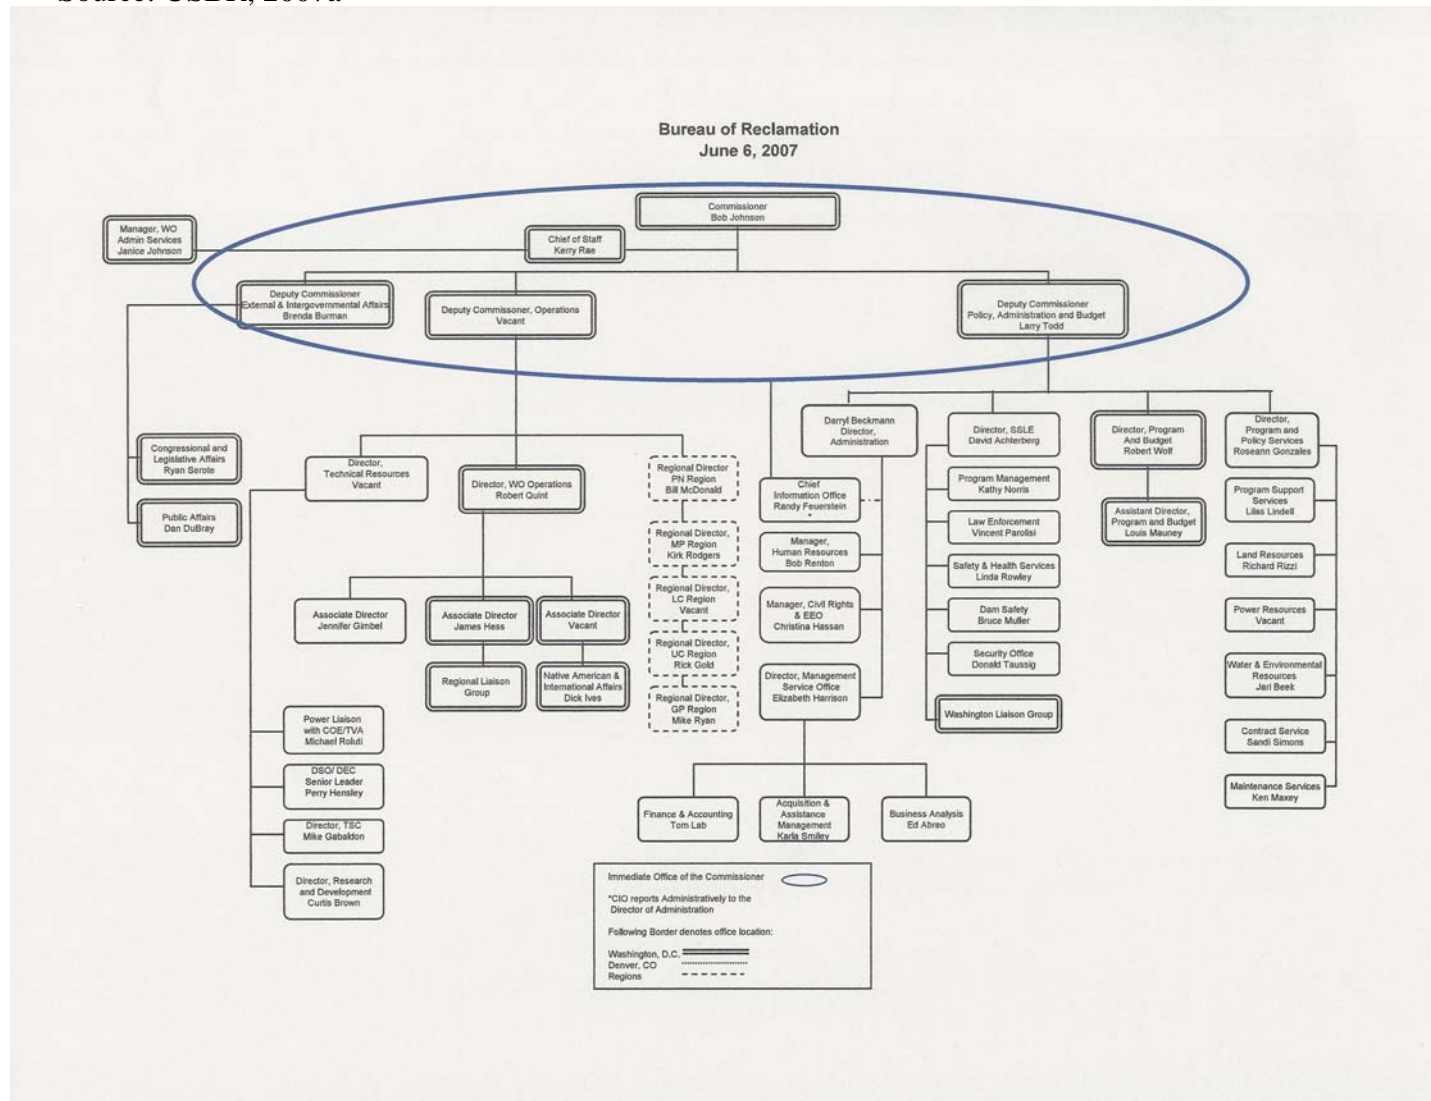 Source: USBR, 2007a
Bureau of Reclamation
June 6, 2007
Commissioner
Bob Johnson
Manager, WO
Admin Services
Janice Johnson
Chief of Staff
Kerry Rae
Deputy Commissioner
External & Intergovernmental Affairs
Brenda Burman
Deputy Commissoner, Operations
Vacant
Deputy Commissioner
Policy, Administration and Budget
Larry Todd
Congressional and
Legislative Affairs
Ryan Serote
Public Affairs
Dan DuBray
Director,
Technical Resources
Vacant
Director, WO Operations
Robert Quint
Regional Director
PN Region
Bill McDonald
Regional Director,
MP Region
Kirk Rodgers
Regional Director,
LC Region
Vacant
Regional Director,
UC Region
Rick Gold
Regional Director,
GP Region
Mike Ryan
Associate Director
Jennifer Gimbel
Associate Director
James Hess
Associate Director
Vacant
Regional Liaison
Group
Native American &
International Affairs
Dick Ives
Power Liaison
with COE/TVA
Michael Roluti
DSO/ DEC
Senior Leader
Perry Hensley
Director, TSC
Mike Gabaldon
Director, Research
and Development
Curtis Brown
Darryl Beckmann
Director,
Administration
Chief
Information Office
Randy Feuerstein
*
Manager,
Human Resources
Bob Renton
Manager, Civil Rights
& EEO
Christina Hassan
Director, Management
Service Office
Elizabeth Harrison
Finance & Accounting
Tom Lab
Acquisition &
Assistance
Management
Karla Smiley
Business Analysis
Ed Abreo
Director, SSLE
David Achterberg
Program Management
Kathy Norris
Law Enforcement
Vincent Parolisi
Safety & Health Services
Linda Rowley
Dam Safety
Bruce Muller
Security Office
Donald Taussig
Washington Liaison Group
Director, Program
And Budget
Robert Wolf
Assistant Director,
Program and Budget
Louis Mauney
Director,
Program and
Policy Services
Roseann Gonzales
Program Support
Services
Lilas Lindell
Land Resources
Richard Rizzi
Power Resources
Vacant
Water & Environmental
Resources
Jari Beek
Contract Service
Sandi Simons
Maintenance Services
Ken Maxey
Immediate Office of the Commissioner
*CIO reports Administratively to the
Director of Administration
Following Border denotes office location:
Washington, D.C.
Denver, CO
Regions